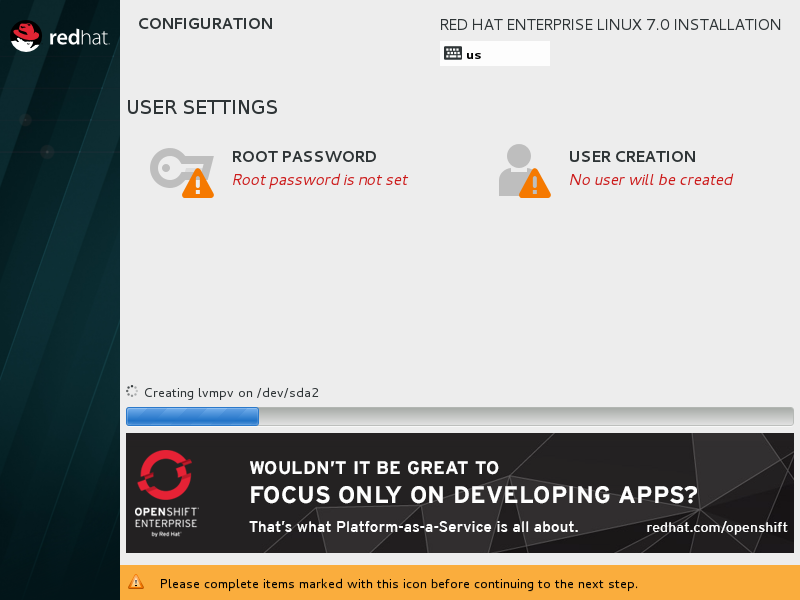 redhat.
CONFIGURATION
RED HAT ENTERPRISE LINUX 7.0 INSTALLATION
us
USER SETTINGS
ROOT PASSWORD
Root password is not set
USER CREATION
No user will be created
Creating lvmpv on /dev/sda2
WOULDN'T IT BE GREAT TO
FOCUS ONLY ON DEVELOPING APPS?
That's what Platform-as-a-Service is all about.
redhat.com/openshift
OPENSHIFT
ENTERPRISE
by Red Hat®
Please complete items marked with this icon before continuing to the next step.